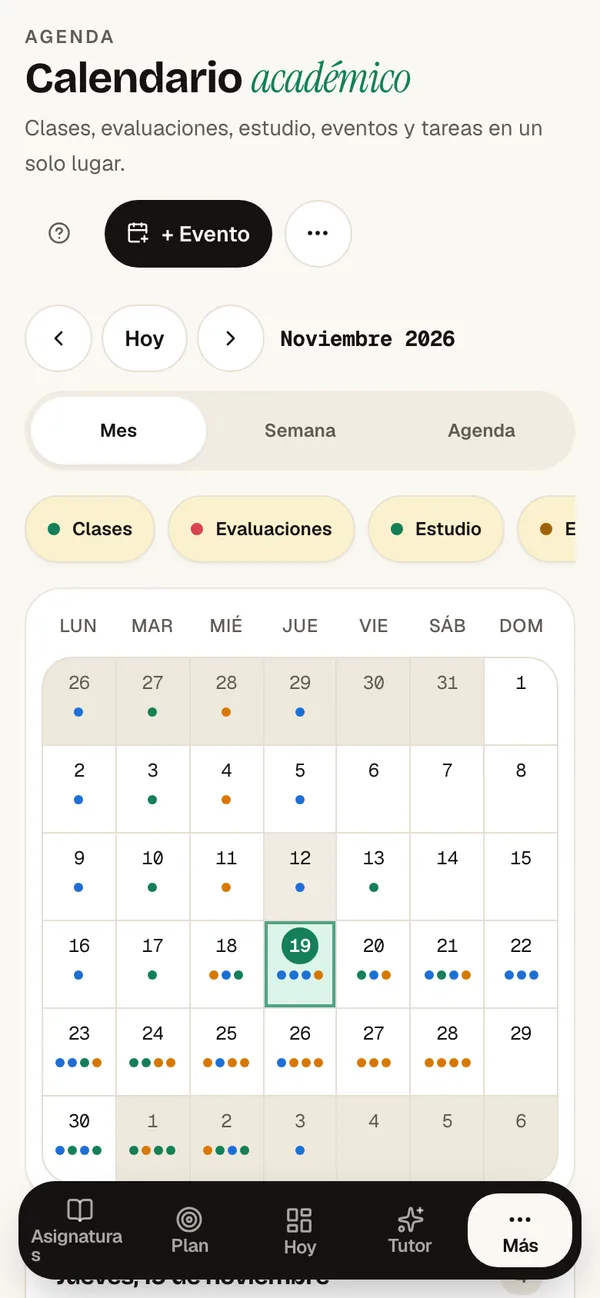 AGENDA
Calendario académico
Clases, evaluaciones, estudio, eventos y tareas en un
solo lugar.
+ Evento
Hoy
Noviembre 2026
Mes Semana Agenda
Clases Evaluaciones Estudio E
LUN MAR MIÉ JUE VIE SÁB DOM
26 27 28 29 30 31 1
2 3 4 5 6 7 8
9 10 11 12 13 14 15
16 17 18 19 20 21 22
23 24 25 26 27 28 29
30 1 2 3 4 5 6
Asignatura
s
Plan
Hoy
Tutor
Más